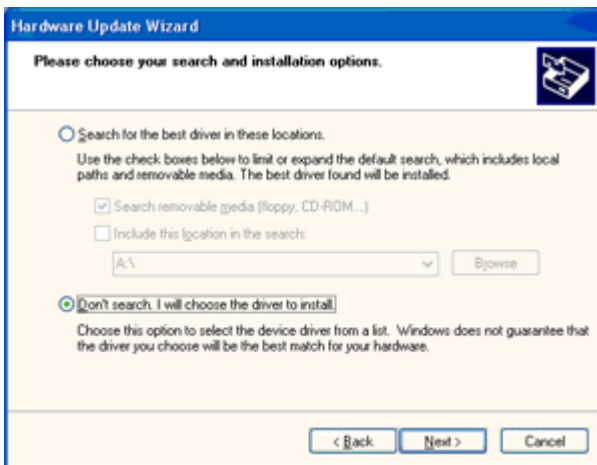 Hardware Update Wizard
Please choose your search and installation options.
Search for the best driver in these locations.
Use the check boxes below to limit or expand the default search, which includes local
paths and removable media. The best driver found will be installed.
Search removable media (floppy, CD-ROM...)
Include this location in the search:
A:\
Browse
Don't search. I will choose the driver to install.
Choose this option to select the device driver from a list. Windows does not guarantee that
the driver you choose will be the best match for your hardware.
< Back
Next >
Cancel